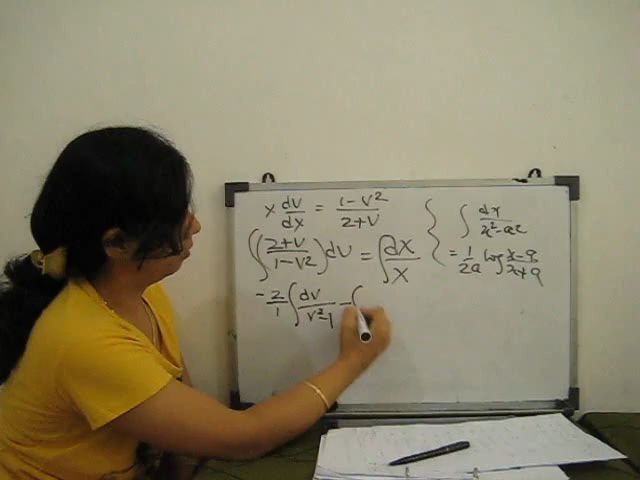 x dv/dx = 1-v²/2+v
∫(2+v/1-v²)dv = ∫dx/x
-2/1 ∫dv/v²-1 - ∫
∫dx/x²-a²
= 1/2a log x-a/x+a